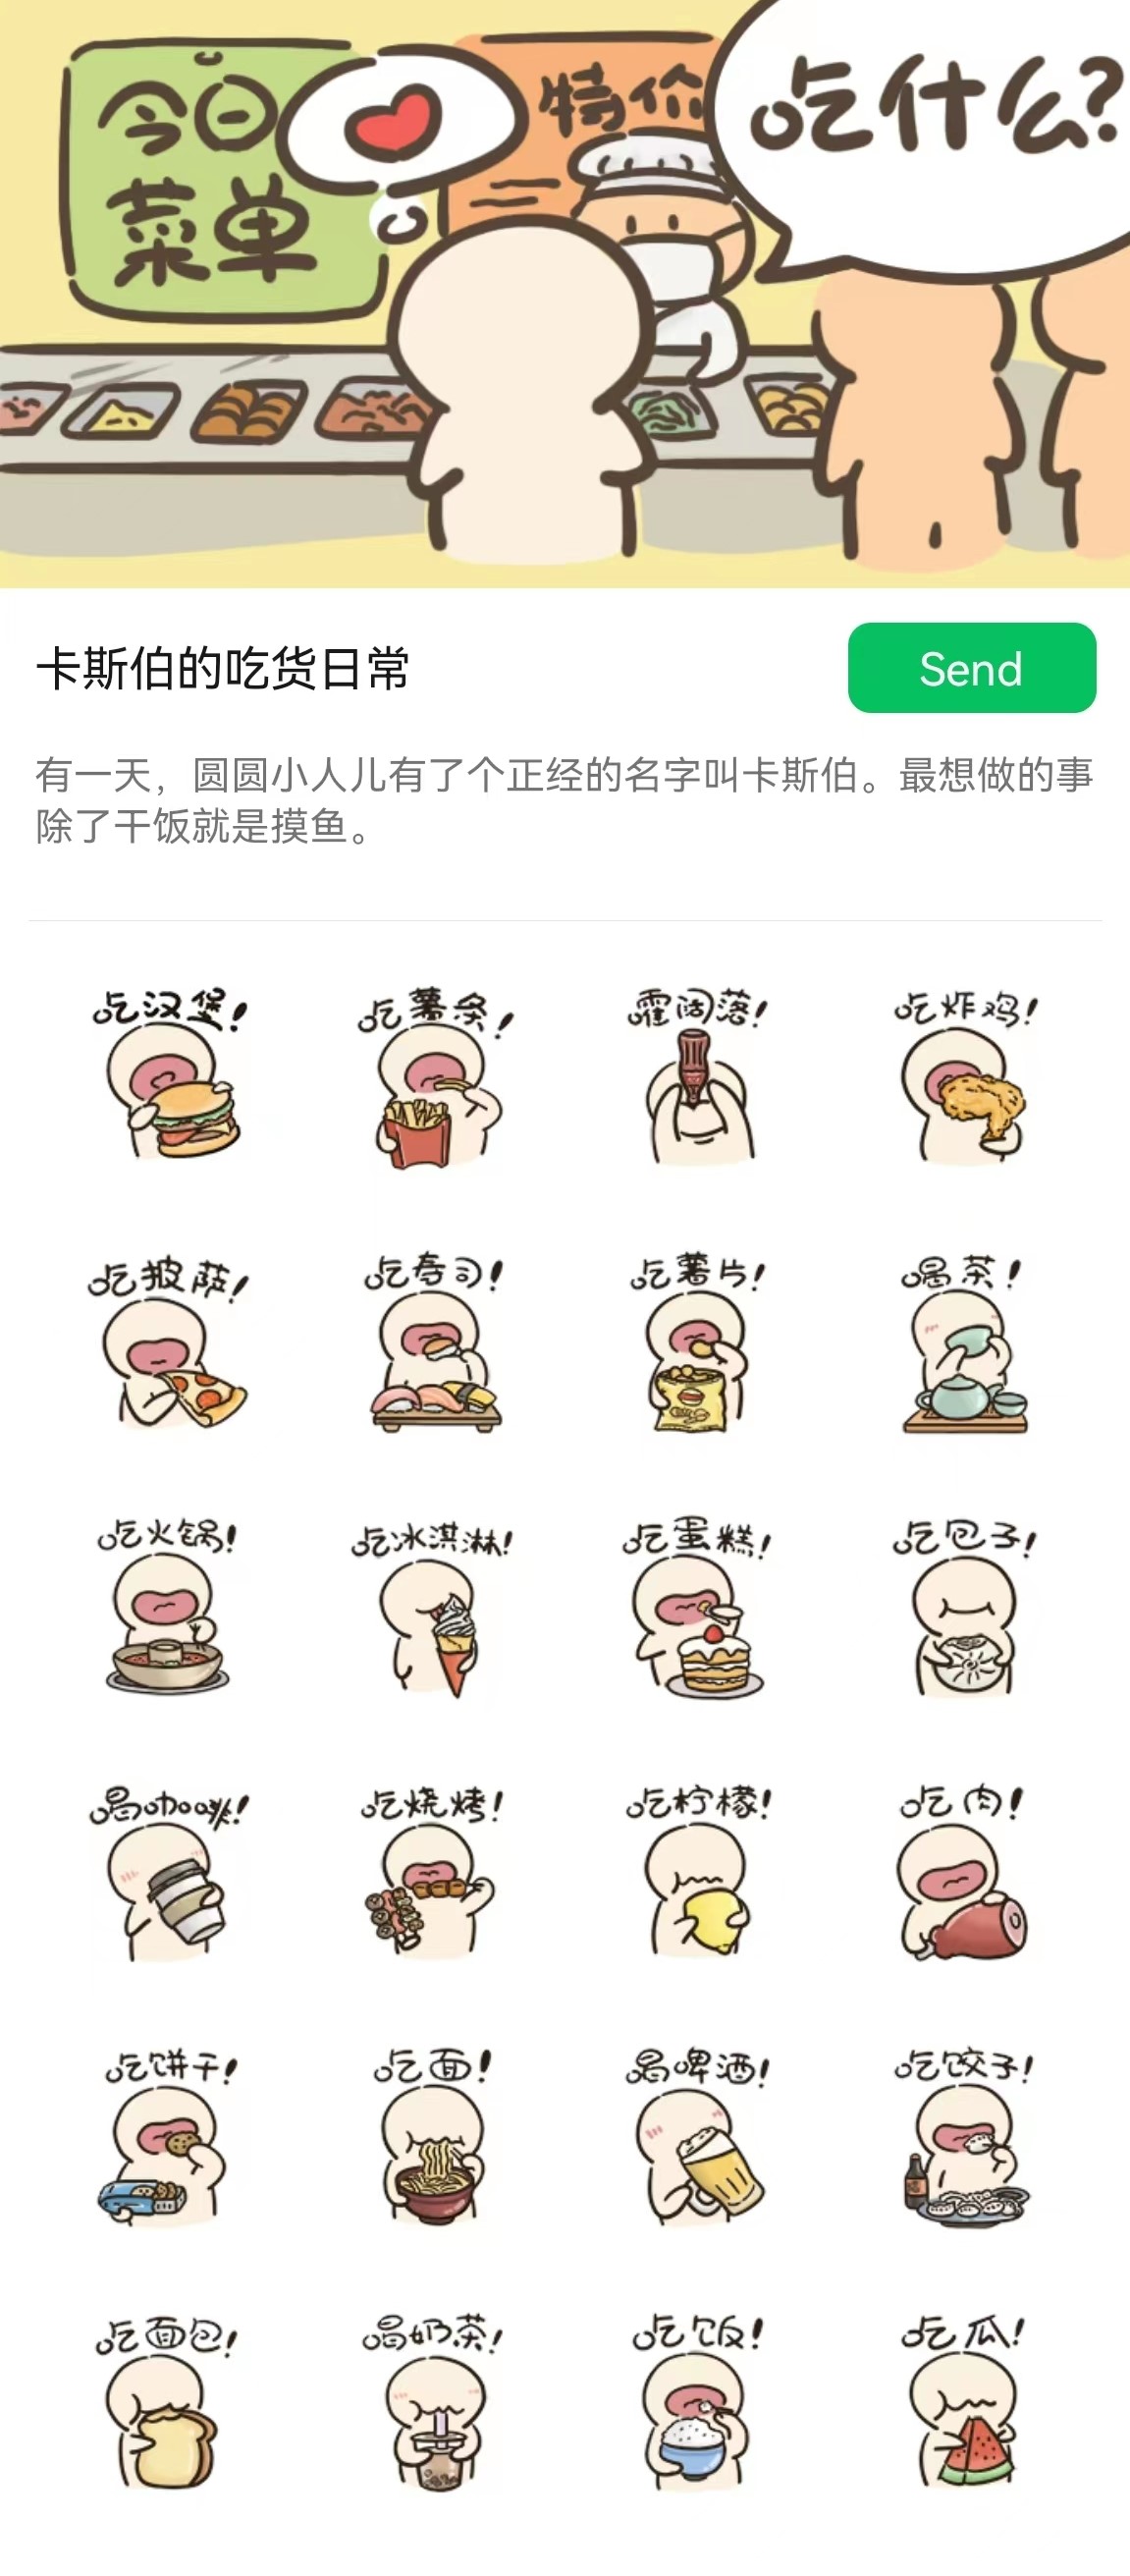 今日
菜单
特价
吃什么?
卡斯伯的吃货日常
Send
有一天，圆圆小人儿有了个正经的名字叫卡斯伯。最想做的事
除了干饭就是摸鱼。
吃汉堡!
吃薯条!
霍阔落!
吃炸鸡!
吃披萨!
吃寿司!
吃薯片!
喝茶!
吃火锅!
吃冰淇淋!
吃蛋糕!
吃包子!
喝咖啡!
吃烧烤!
吃柠檬!
吃肉!
吃饼干!
吃面!
喝啤酒!
吃饺子!
吃面包!
喝奶茶!
吃饭!
吃瓜!